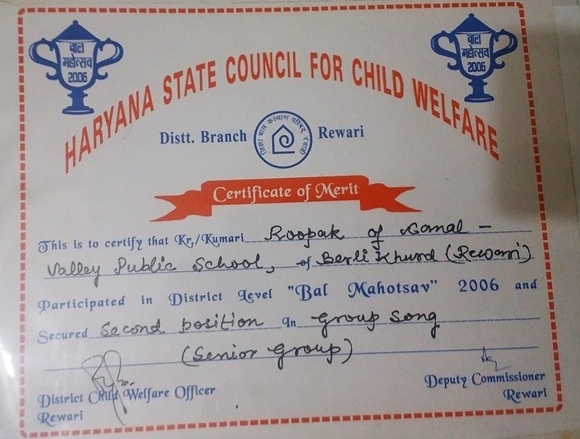 बाल
महोत्सव
2006
बाल
महोत्सव
2006
HARYANA STATE COUNCIL FOR CHILD WELFARE
Distt. Branch Rewari
जिला बाल कल्याण परिषद्
Certificate of Merit
This is to certify that Kr./Kumari Roopak of Kamal -
Valley Public School, of Berli Khurd (Rewari)
Participated in District Level "Bal Mahotsav" 2006 and
Secured Second position In Group Song
(Senior Group)
District Child Welfare Officer
Rewari
Deputy Commissioner
Rewari